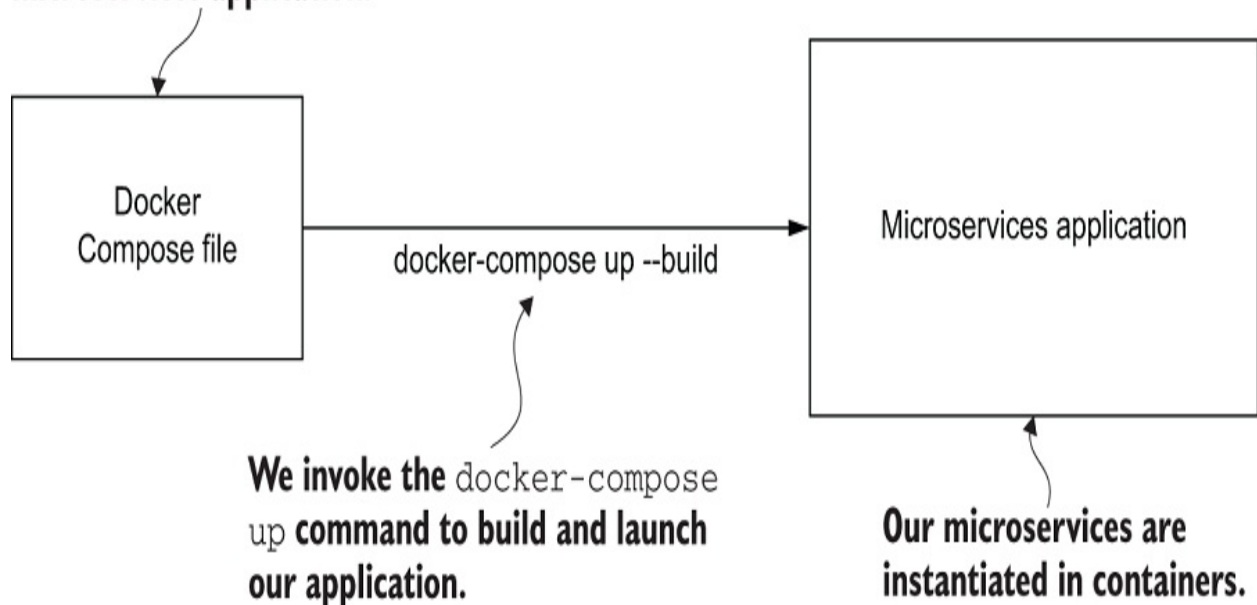 application.
Docker
Compose file
docker-compose up --build
Microservices application
We invoke the docker-compose
up command to build and launch
our application.
Our microservices are
instantiated in containers.